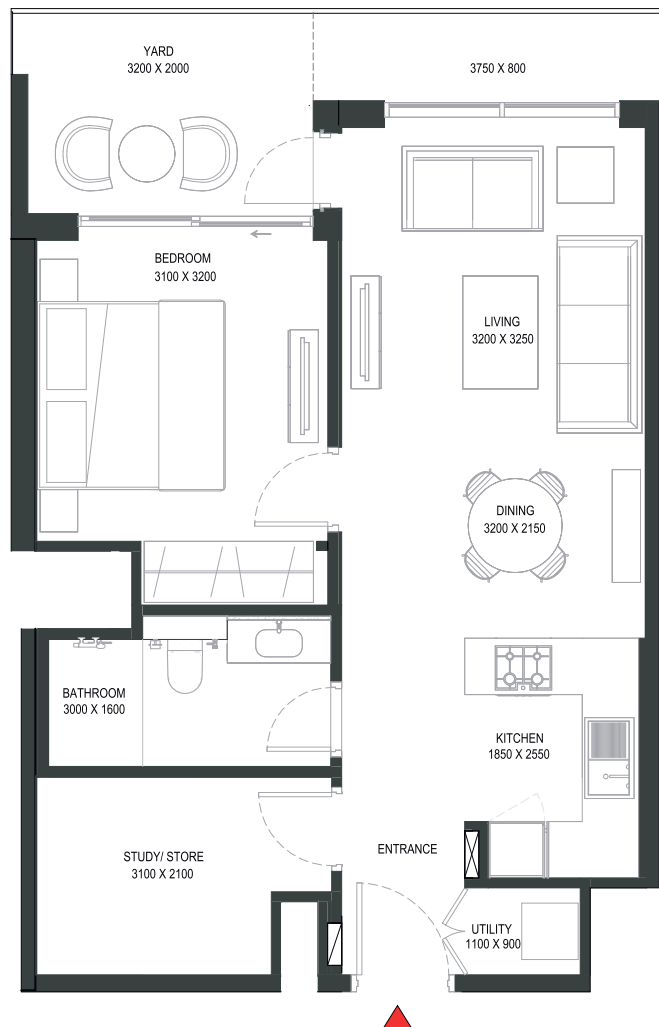 YARD
3200 X 2000
3750 X 800
BEDROOM
3100 X 3200
LIVING
3200 X 3250
DINING
3200 X 2150
BATHROOM
3000 X 1600
KITCHEN
1850 X 2550
ENTRANCE
STUDY/ STORE
3100 X 2100
UTILITY
1100 X 900